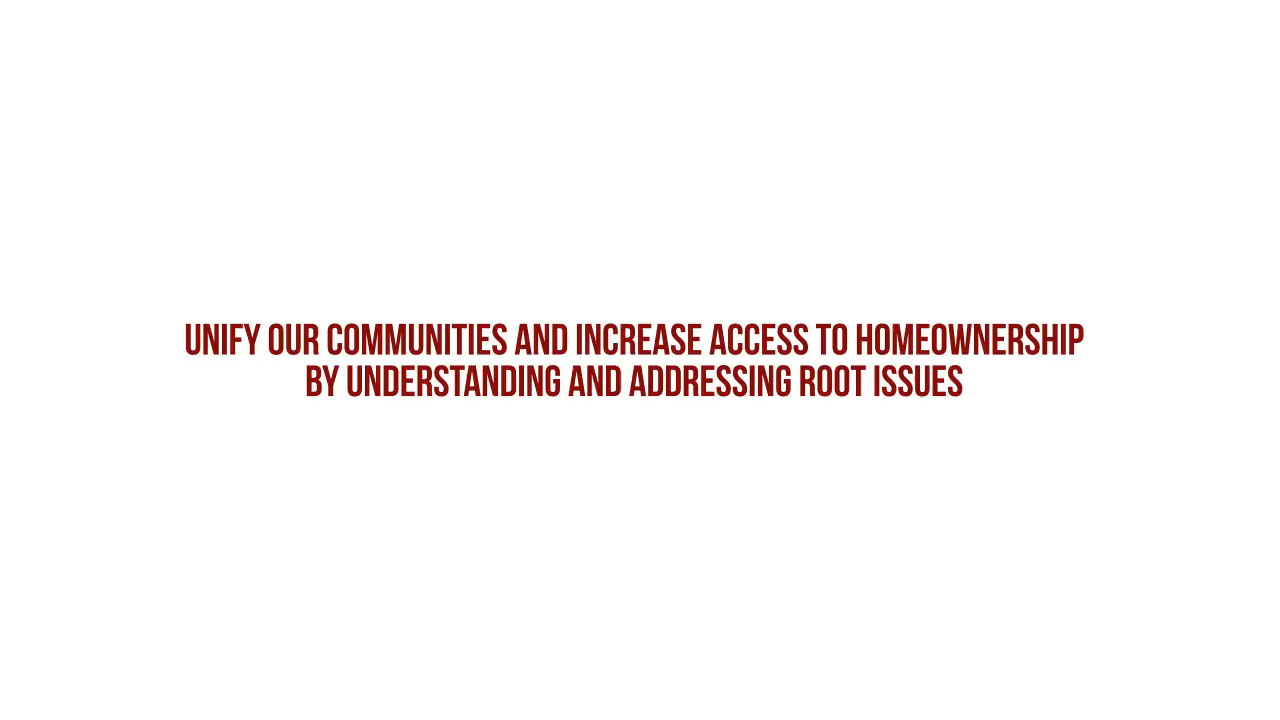 UNIFY OUR COMMUNITIES AND INCREASE ACCESS TO HOMEOWNERSHIP
BY UNDERSTANDING AND ADDRESSING ROOT ISSUES